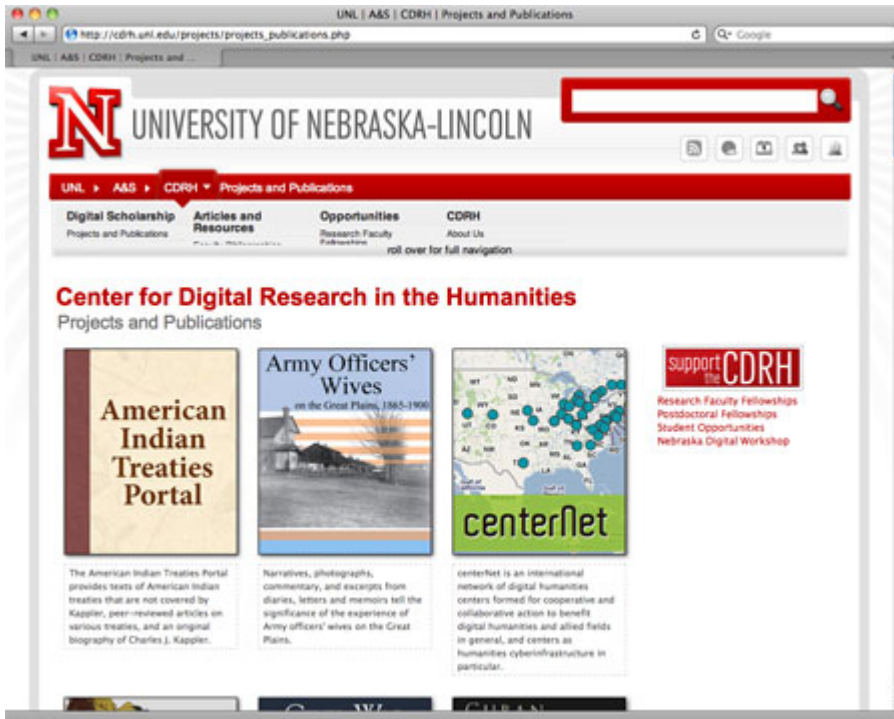 UNL | A&S | CDRH | Projects and Publications
http://cdrh.unl.edu/projects/projects_publications.php
Google
UNL | A&S | CDRH | Projects and ...
N
UNIVERSITY OF NEBRASKA-LINCOLN
UNL A&S CDRH Projects and Publications
Digital Scholarship
Projects and Publications
Articles and
Resources
Opportunities
Research Faculty
Fellowships
CDRH
About Us
roll over for full navigation
Center for Digital Research in the Humanities
Projects and Publications
American
Indian
Treaties
Portal
The American Indian Treaties Portal
provides texts of American Indian
treaties that are not covered by
Kappler, peer-reviewed articles on
various treaties, and an original
biography of Charles J. Kappler.
Army Officers'
Wives
on the Great Plains, 1865-1900
Narratives, photographs,
commentary, and excerpts from
diaries, letters and memoirs tell the
significance of the experience of
Army officers' wives on the Great
Plains.
centerNet
centerNet is an international
network of digital humanities
centers formed for cooperative and
collaborative action to benefit
digital humanities and allied fields
in general, and centers as
humanities cyberinfrastructure in
particular.
support
the CDRH
Research Faculty Fellowships
Postdoctoral Fellowships
Student Opportunities
Nebraska Digital Workshop